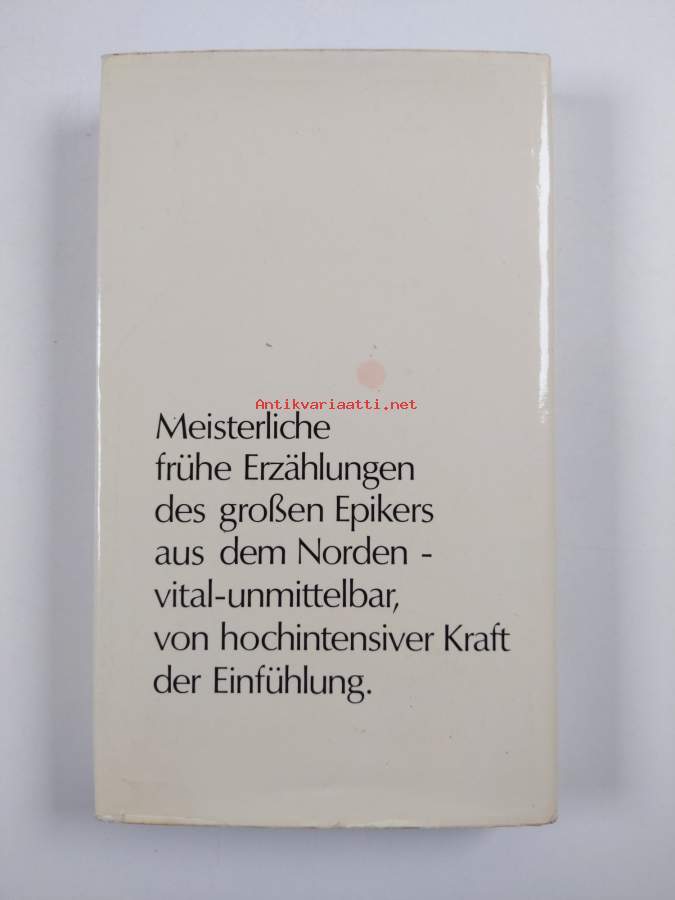 Antikvariaatti.net
Meisterliche
frühe Erzählungen
des großen Epikers
aus dem Norden -
vital-unmittelbar,
von hochintensiver Kraft
der Einfühlung.